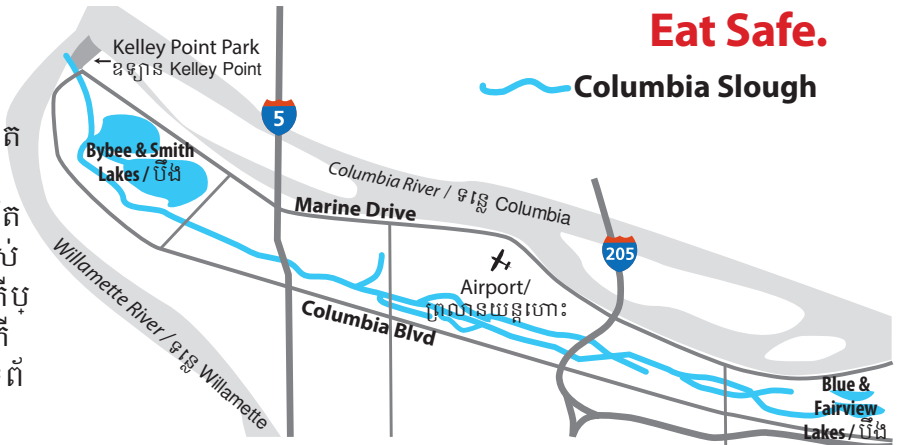 Eat Safe.
Columbia Slough
Kelley Point Park
ឧទ្យាន Kelley Point
5
Bybee & Smith
Lakes / បឹង
Columbia River / ទន្លេ Columbia
Marine Drive
205
Airport/
ព្រលានយន្តហោះ
Willamette River / ទន្លេ Willamette
Columbia Blvd
Blue &
Fairview
Lakes / បឹង